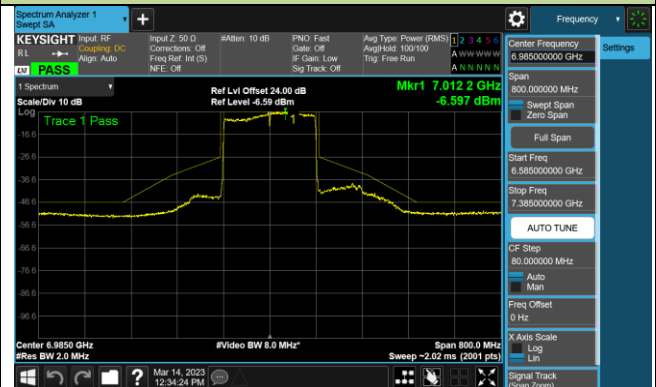 Spectrum Analyzer 1
Swept SA
Frequency
KEYSIGHT
RL
LXI
PASS
Input: RF
Coupling: DC
Align: Auto
Input Z: 50 Ω
Corrections: Off
Freq Ref: Int (S)
NFE: Off
#Atten: 10 dB
PNO: Fast
Gate: Off
IF Gain: Low
Sig Track: Off
Avg Type: Power (RMS)
Avg|Hold: 100/100
Trig: Free Run
1 2 3 4 5 6
A W W W W W
A N N N N N
1 Spectrum
Scale/Div 10 dB
Ref Lvl Offset 24.00 dB
Ref Level -6.59 dBm
Mkr1 7.012 2 GHz
-6.597 dBm
Log
Trace 1 Pass
1
-16.6
-26.6
-36.6
-46.6
-56.6
-66.6
-76.6
-86.6
-96.6
Center 6.9850 GHz
#Res BW 2.0 MHz
#Video BW 8.0 MHz*
Span 800.0 MHz
Sweep ~2.02 ms (2001 pts)
Mar 14, 2023
12:34:24 PM
Center Frequency
6.985000000 GHz
Settings
Span
800.000000 MHz
Swept Span
Zero Span
Full Span
Start Freq
6.585000000 GHz
Stop Freq
7.385000000 GHz
AUTO TUNE
CF Step
80.000000 MHz
Auto
Man
Freq Offset
0 Hz
X Axis Scale
Log
Lin
Signal Track
(Span Zoom)